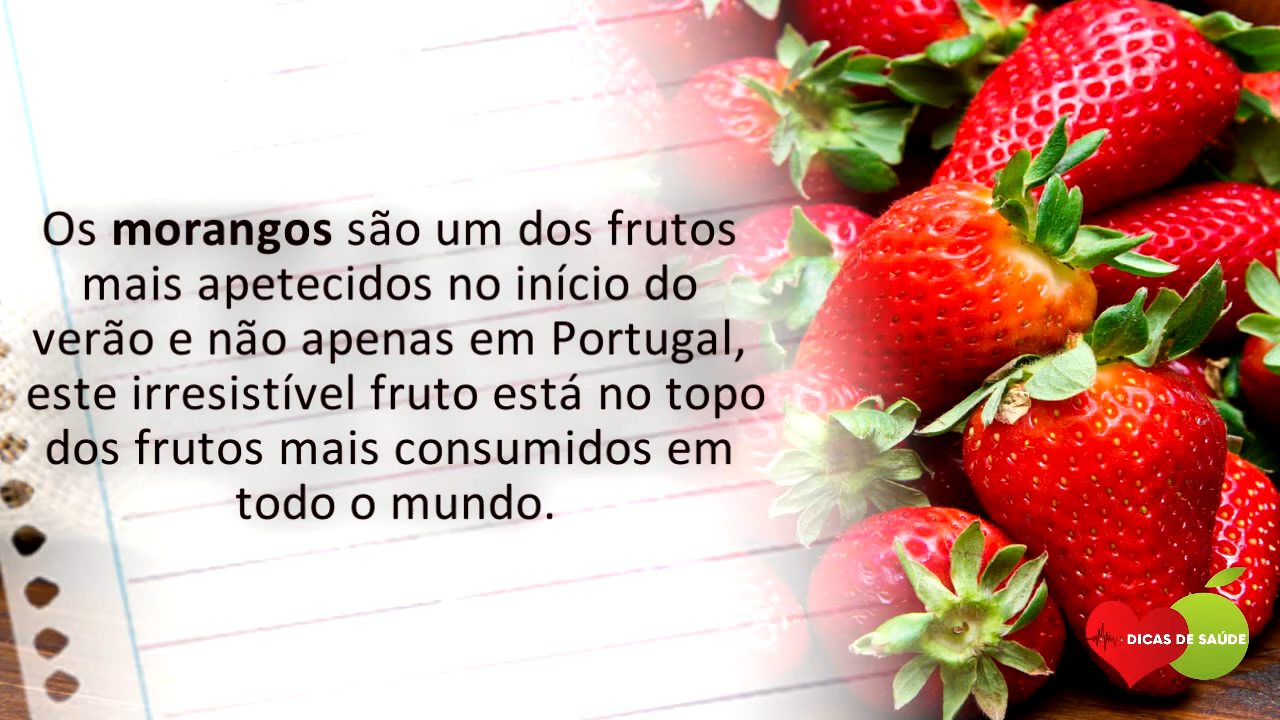 Os morangos são um dos frutos
mais apetecidos no início do
verão e não apenas em Portugal,
este irresistível fruto está no topo
dos frutos mais consumidos em
todo o mundo.
DICAS DE SAÚDE